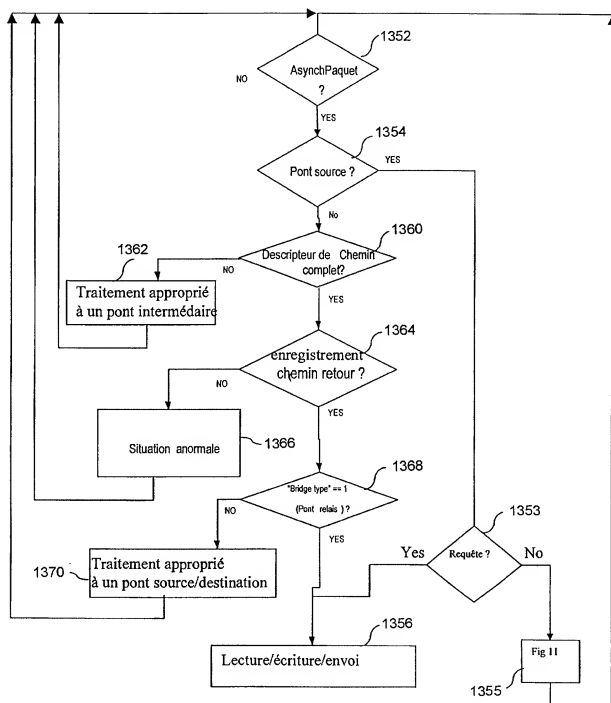 1352
AsynchPaquet
?
NO
YES
1354
Pont source ?
YES
No
1360
Descripteur de Chemin
complet?
NO
YES
1362
Traitement approprié
à un pont intermédaire
1364
enregistrement
chemin retour ?
NO
YES
Situation anormale
1366
1368
"Bridge type" == 1
(Pont relais ) ?
NO
YES
1353
Requête ?
Yes
No
1370
Traitement approprié
à un pont source/destination
1356
Lecture/écriture/envoi
Fig 11
1355